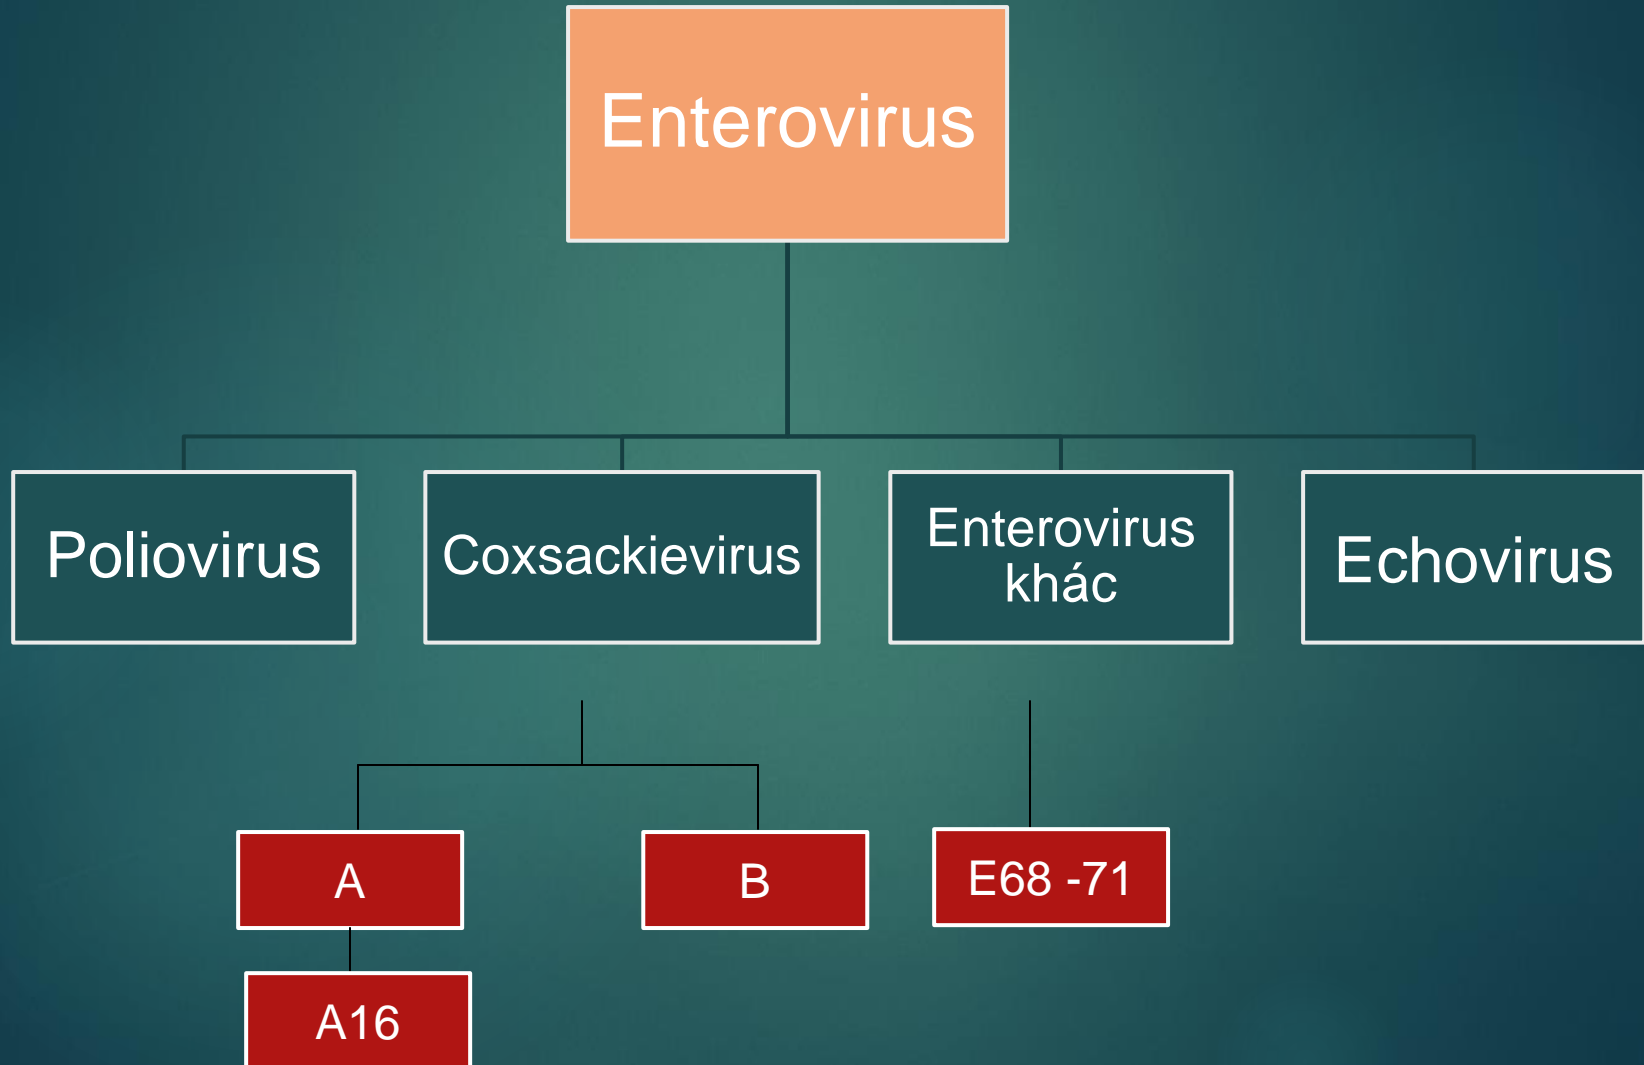 Enterovirus
Poliovirus
Coxsackievirus
Enterovirus
khác
Echovirus
A
B
E68 -71
A16